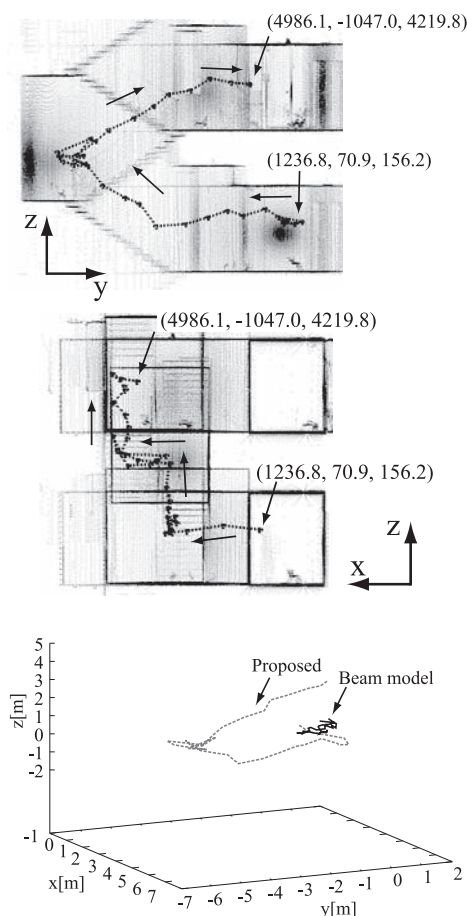 (4986.1, -1047.0, 4219.8)
(1236.8, 70.9, 156.2)
z
y
(4986.1, -1047.0, 4219.8)
(1236.8, 70.9, 156.2)
z
x
5
4
3
2
1
0
-1
-2
z[m]
Proposed
Beam model
-1
0
1
2
3
4
5
6
7
x[m]
-7
-6
-5
-4
-3
-2
-1
0
1
2
y[m]